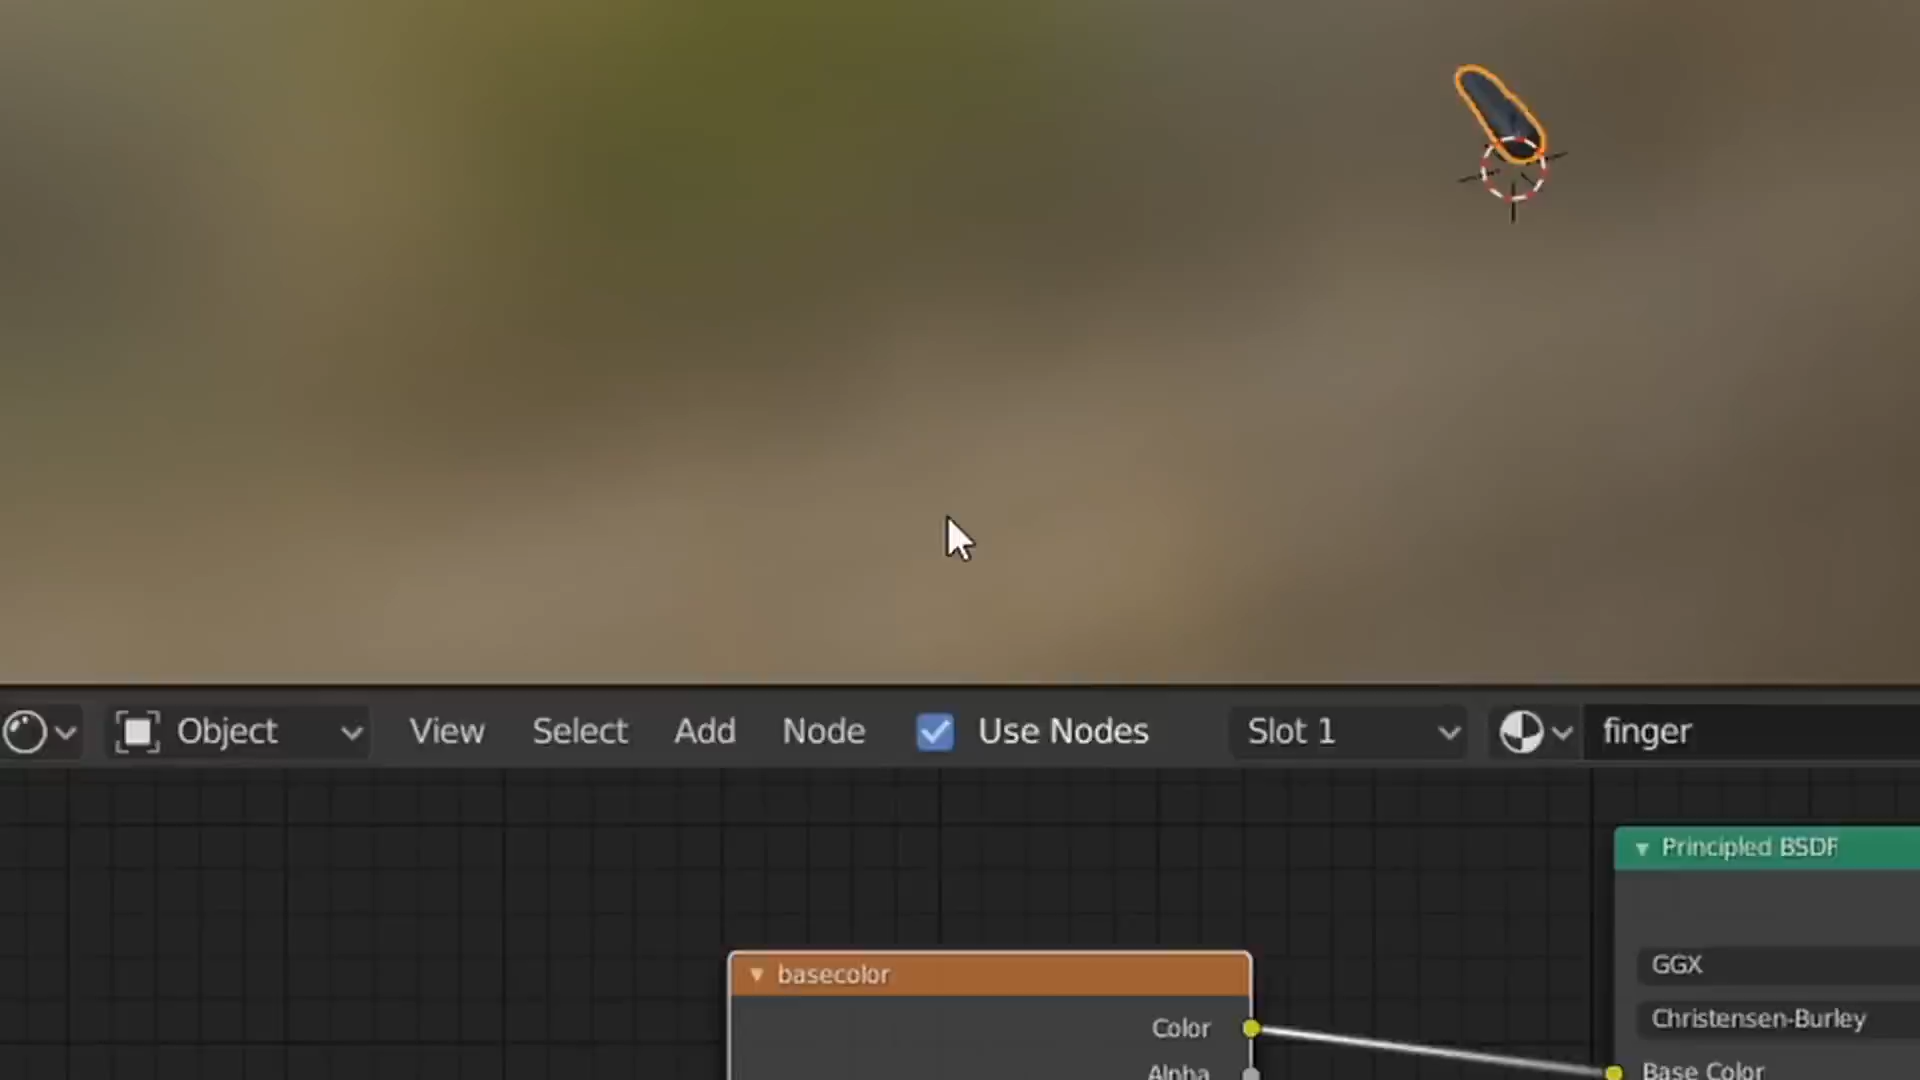 Object View Select Add Node Use Nodes Slot 1 finger
Principled BSDF
GGX
basecolor
Christensen-Burley
Color
Base Color
Alpha